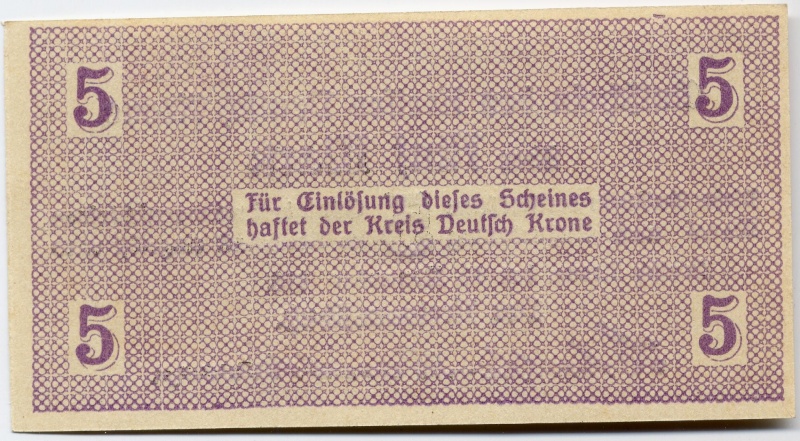 5 5
Für Einlöſung dieſes Scheines
haftet der Kreis Deutſch Krone
5 5